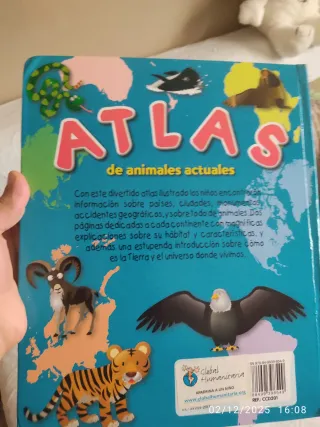 ATLAS
de animales actuales
Con este divertido atlas ilustrado los niños encontrarán
información sobre países, ciudades, monumentos,
accidentes geográficos, y sobre todo de animales. Dos
páginas dedicadas a cada continente con magníficas
explicaciones sobre su hábitat y características, y
además, una estupenda introducción sobre cómo
es la Tierra y el universo donde vivimos.
Global
Humanitaria
02/12/2025 16:08